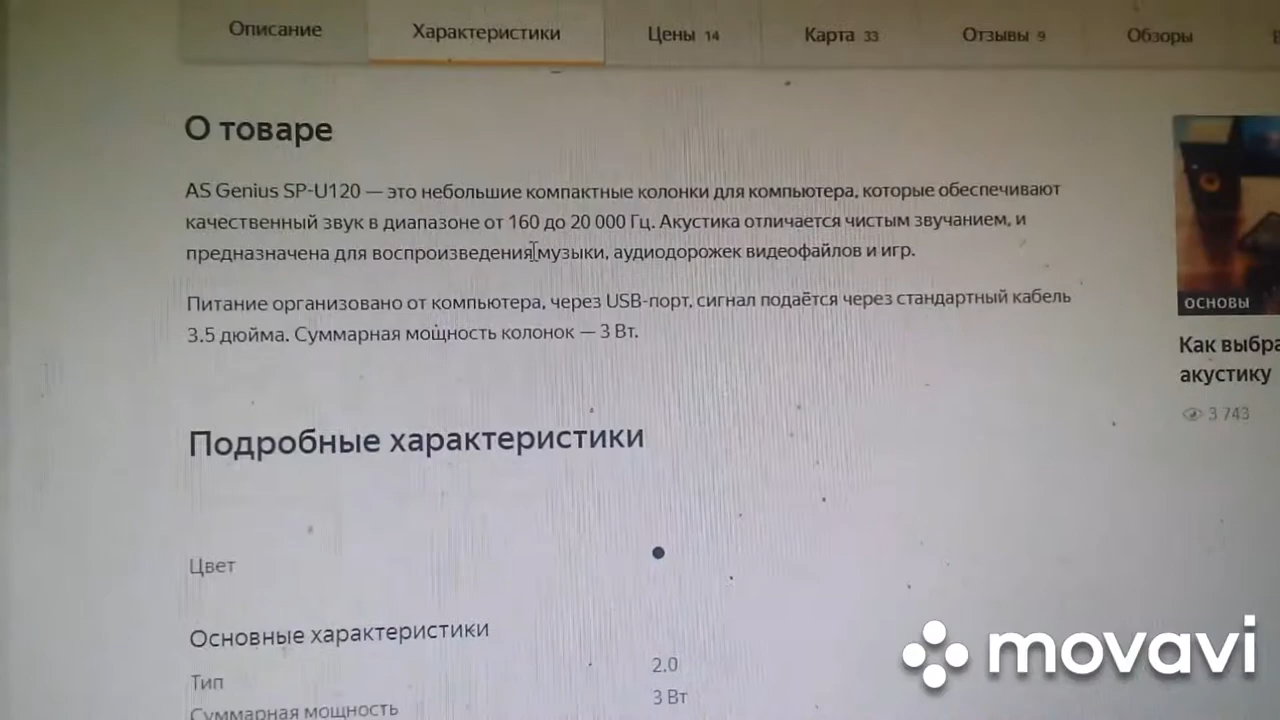 Описание Характеристики Цены 14 Карта 33 Отзывы 9 Обзоры
О товаре
AS Genius SP-U120 — это небольшие компактные колонки для компьютера, которые обеспечивают
качественный звук в диапазоне от 160 до 20 000 Гц. Акустика отличается чистым звучанием, и
предназначена для воспроизведения музыки, аудиодорожек видеофайлов и игр.
Питание организовано от компьютера, через USB-порт, сигнал подаётся через стандартный кабель
3.5 дюйма. Суммарная мощность колонок — 3 Вт.
ОСНОВЫ
Как выбра
акустику
3 743
Подробные характеристики
Цвет
Основные характеристики
Тип 2.0
Суммарная мощность 3 Вт
movavi